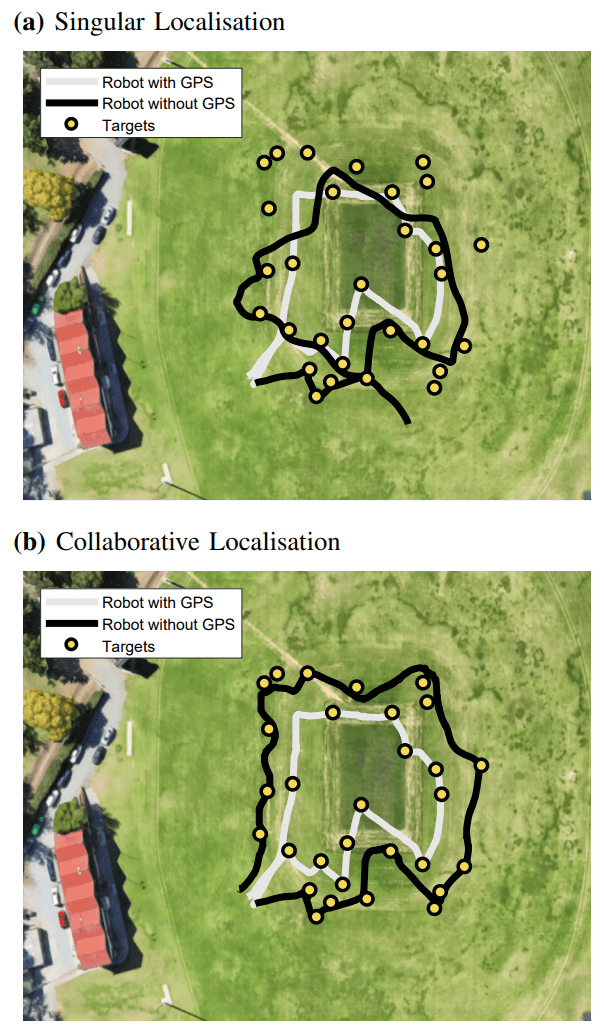 (a) Singular Localisation
Robot with GPS
Robot without GPS
Targets
(b) Collaborative Localisation
Robot with GPS
Robot without GPS
Targets